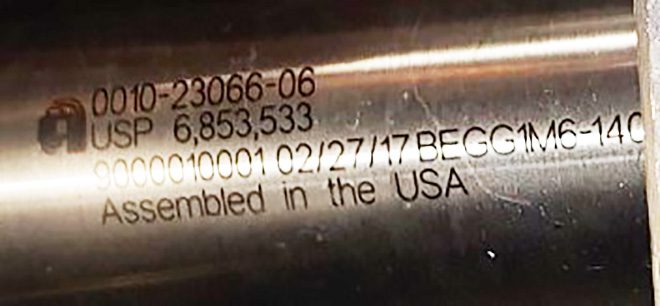 0010-23066-06
USP 6,853,533
9000010001 02/27/17 BEGG1M6-140
Assembled in the USA